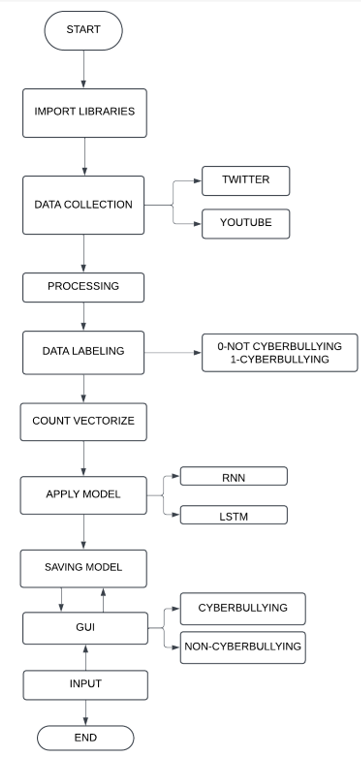 START
IMPORT LIBRARIES
DATA COLLECTION
TWITTER
YOUTUBE
PROCESSING
DATA LABELING
0-NOT CYBERBULLYING
1-CYBERBULLYING
COUNT VECTORIZE
APPLY MODEL
RNN
LSTM
SAVING MODEL
GUI
CYBERBULLYING
NON-CYBERBULLYING
INPUT
END